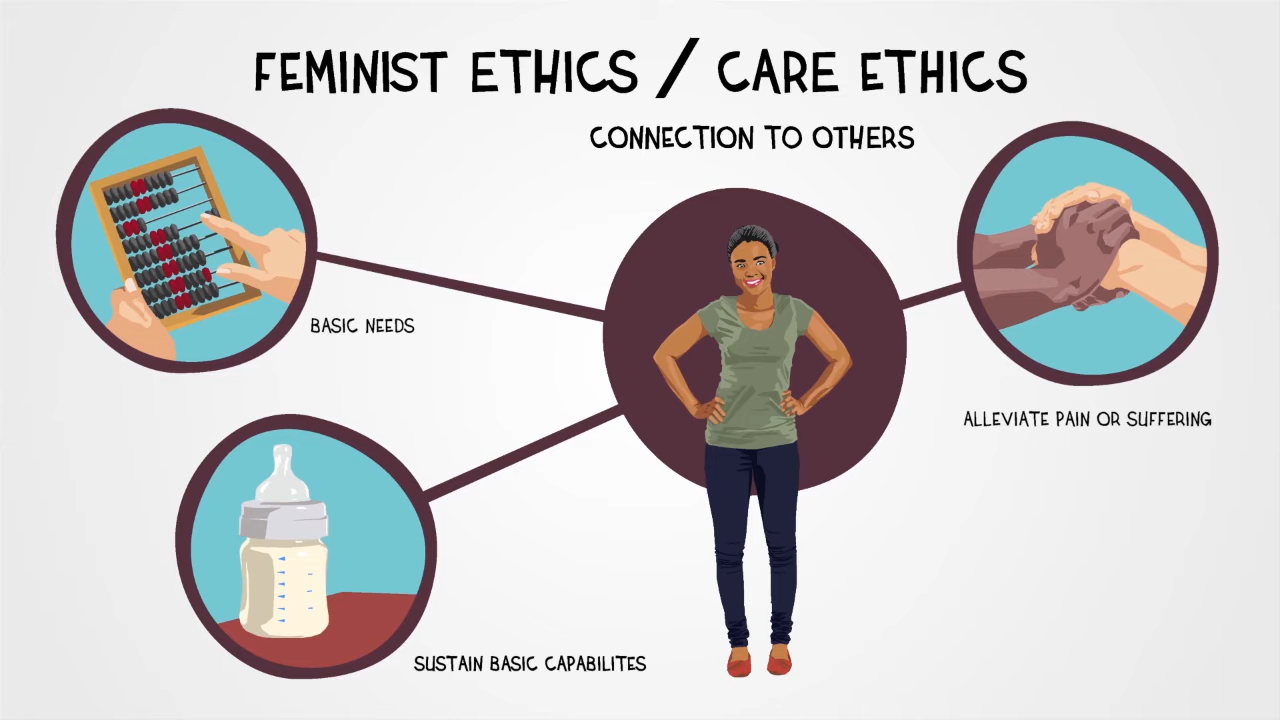 FEMINIST ETHICS / CARE ETHICS
CONNECTION TO OTHERS
BASIC NEEDS
ALLEVIATE PAIN OR SUFFERING
SUSTAIN BASIC CAPABILITES